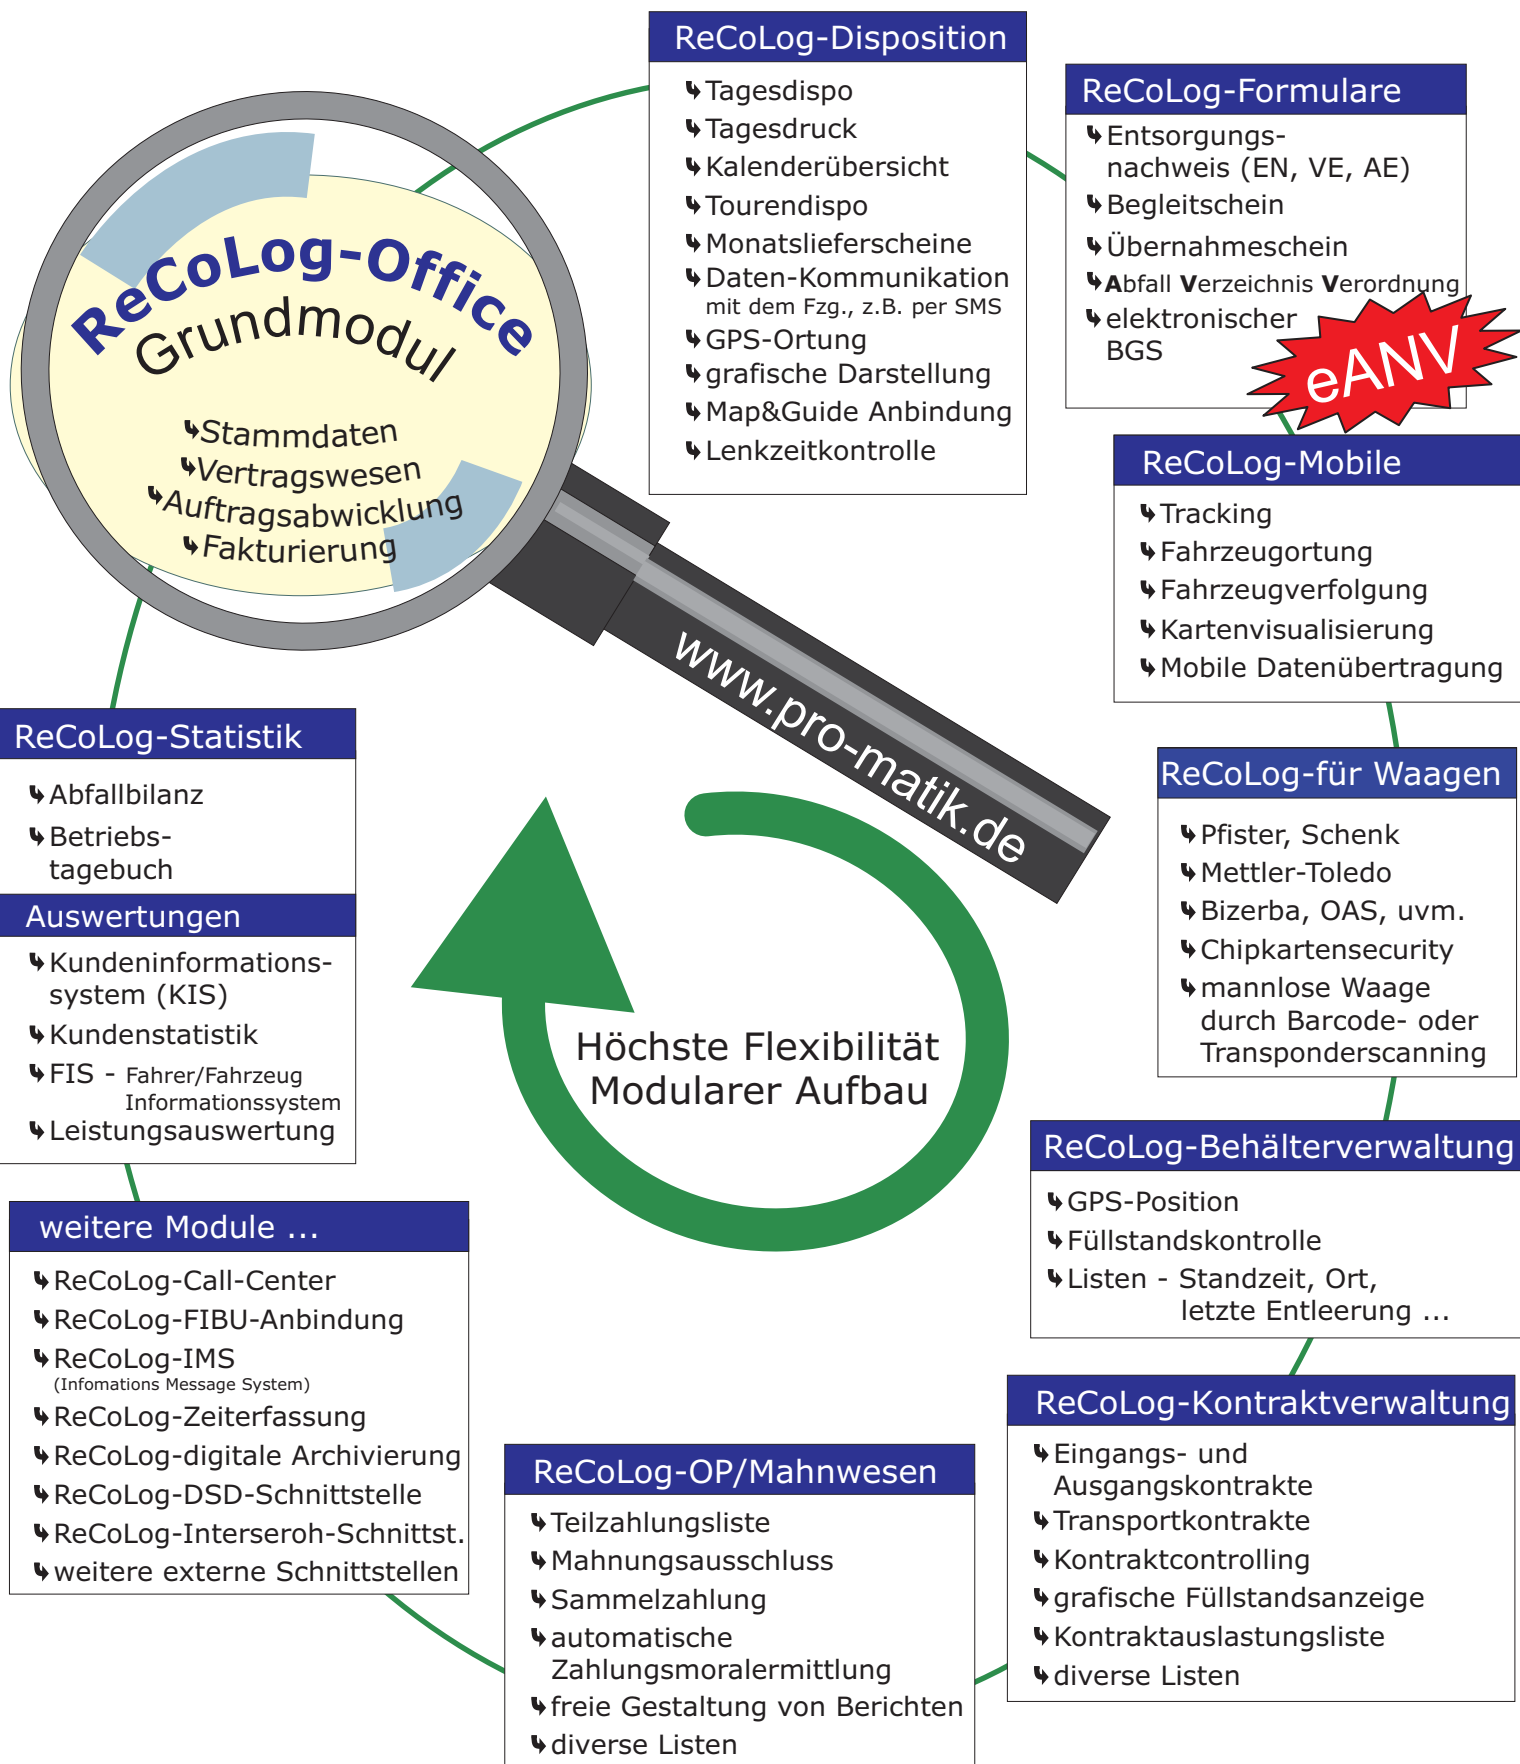 ReCoLog-Office
Grundmodul
Stammdaten
Vertragswesen
Auftragsabwicklung
Fakturierung
www.pro-matik.de
ReCoLog-Disposition
Tagesdispo
Tagesdruck
Kalenderübersicht
Tourendispo
Monatslieferscheine
Daten-Kommunikation
mit dem Fzg., z.B. per SMS
GPS-Ortung
grafische Darstellung
Map&Guide Anbindung
Lenkzeitkontrolle
ReCoLog-Formulare
Entsorgungs-
nachweis (EN, VE, AE)
Begleitschein
Übernahmeschein
Abfall Verzeichnis Verordnung
elektronischer
BGS
eANV
ReCoLog-Mobile
Tracking
Fahrzeugortung
Fahrzeugverfolgung
Kartenvisualisierung
Mobile Datenübertragung
ReCoLog-für Waagen
Pfister, Schenk
Mettler-Toledo
Bizerba, OAS, uvm.
Chipkartensecurity
mannlose Waage
durch Barcode- oder
Transponderscanning
ReCoLog-Behälterverwaltung
GPS-Position
Füllstandskontrolle
Listen - Standzeit, Ort,
letzte Entleerung ...
ReCoLog-Kontraktverwaltung
Eingangs- und
Ausgangskontrakte
Transportkontrakte
Kontraktcontrolling
grafische Füllstandsanzeige
Kontraktauslastungsliste
diverse Listen
ReCoLog-OP/Mahnwesen
Teilzahlungsliste
Mahnungsausschluss
Sammelzahlung
automatische
Zahlungsmoralermittlung
freie Gestaltung von Berichten
diverse Listen
weitere Module ...
ReCoLog-Call-Center
ReCoLog-FIBU-Anbindung
ReCoLog-IMS
(Infomations Message System)
ReCoLog-Zeiterfassung
ReCoLog-digitale Archivierung
ReCoLog-DSD-Schnittstelle
ReCoLog-Interseroh-Schnittst.
weitere externe Schnittstellen
ReCoLog-Statistik
Abfallbilanz
Betriebs-
tagebuch
Auswertungen
Kundeninformations-
system (KIS)
Kundenstatistik
FIS - Fahrer/Fahrzeug
Informationssystem
Leistungsauswertung
Höchste Flexibilität
Modularer Aufbau